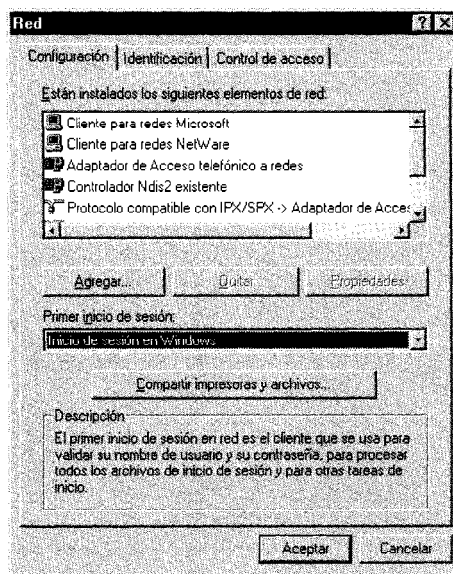 Red
Configuración Identificación Control de acceso
Están instalados los siguientes elementos de red:
Cliente para redes Microsoft
Cliente para redes NetWare
Adaptador de Acceso telefónico a redes
Controlador Ndis2 existente
Protocolo compatible con IPX/SPX -> Adaptador de Acces
Agregar... Quitar Propiedades
Primer inicio de sesión:
Inicio de sesión en Windows
Compartir impresoras y archivos...
Descripción
El primer inicio de sesión en red es el cliente que se usa para
validar su nombre de usuario y su contraseña, para procesar
todos los archivos de inicio de sesión y para otras tareas de
inicio.
Aceptar Cancelar